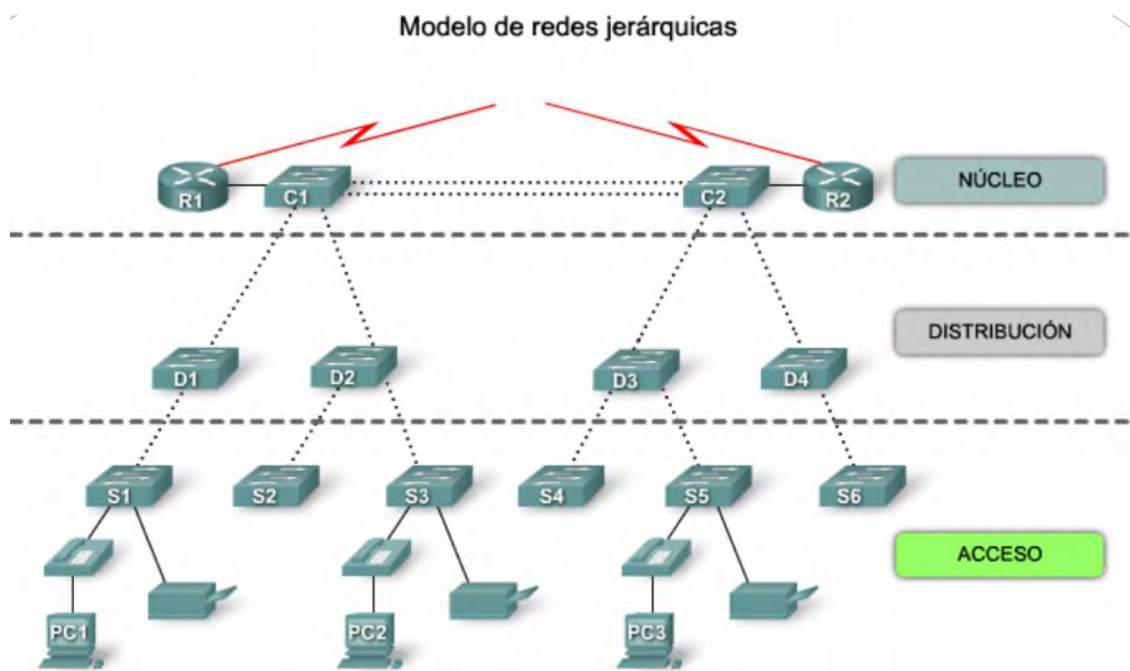 Modelo de redes jerárquicas
R1
C1
C2
R2
NÚCLEO
D1
D2
D3
D4
DISTRIBUCIÓN
S1
S2
S3
S4
S5
S6
ACCESO
PC1
PC2
PC3